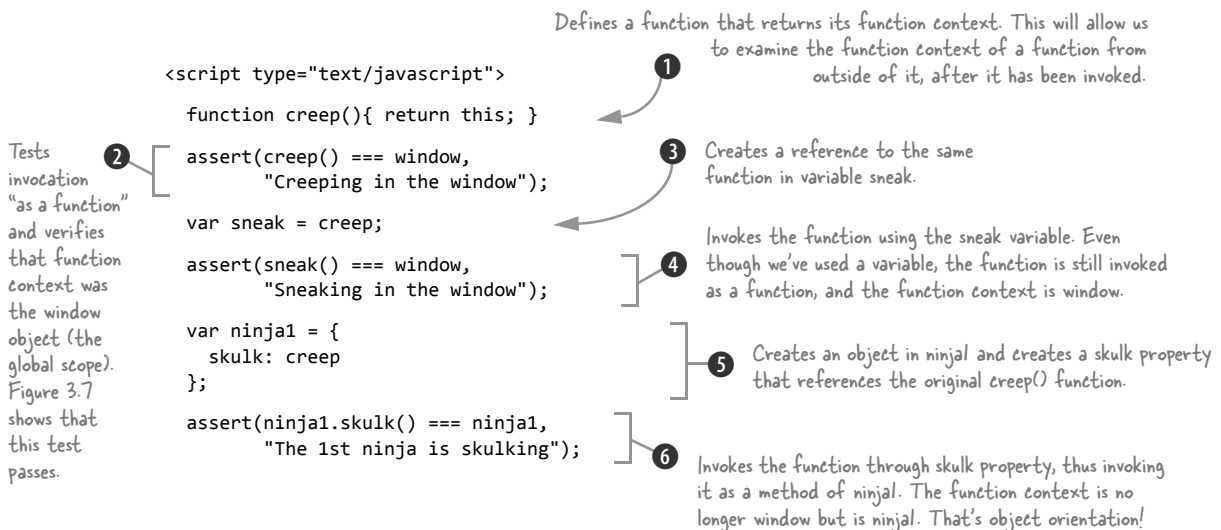 Defines a function that returns its function context. This will allow us
to examine the function context of a function from
outside of it, after it has been invoked.
1
<script type="text/javascript">
function creep(){ return this; }
Tests
invocation
"as a function"
and verifies
that function
context was
the window
object (the
global scope).
Figure 3.7
shows that
this test
passes.
2
assert(creep() === window,
"Creeping in the window");
3
Creates a reference to the same
function in variable sneak.
var sneak = creep;
assert(sneak() === window,
"Sneaking in the window");
4
Invokes the function using the sneak variable. Even
though we've used a variable, the function is still invoked
as a function, and the function context is window.
var ninja1 = {
skulk: creep
};
5
Creates an object in ninja1 and creates a skulk property
that references the original creep() function.
assert(ninja1.skulk() === ninja1,
"The 1st ninja is skulking");
6
Invokes the function through skulk property, thus invoking
it as a method of ninja1. The function context is no
longer window but is ninja1. That's object orientation!